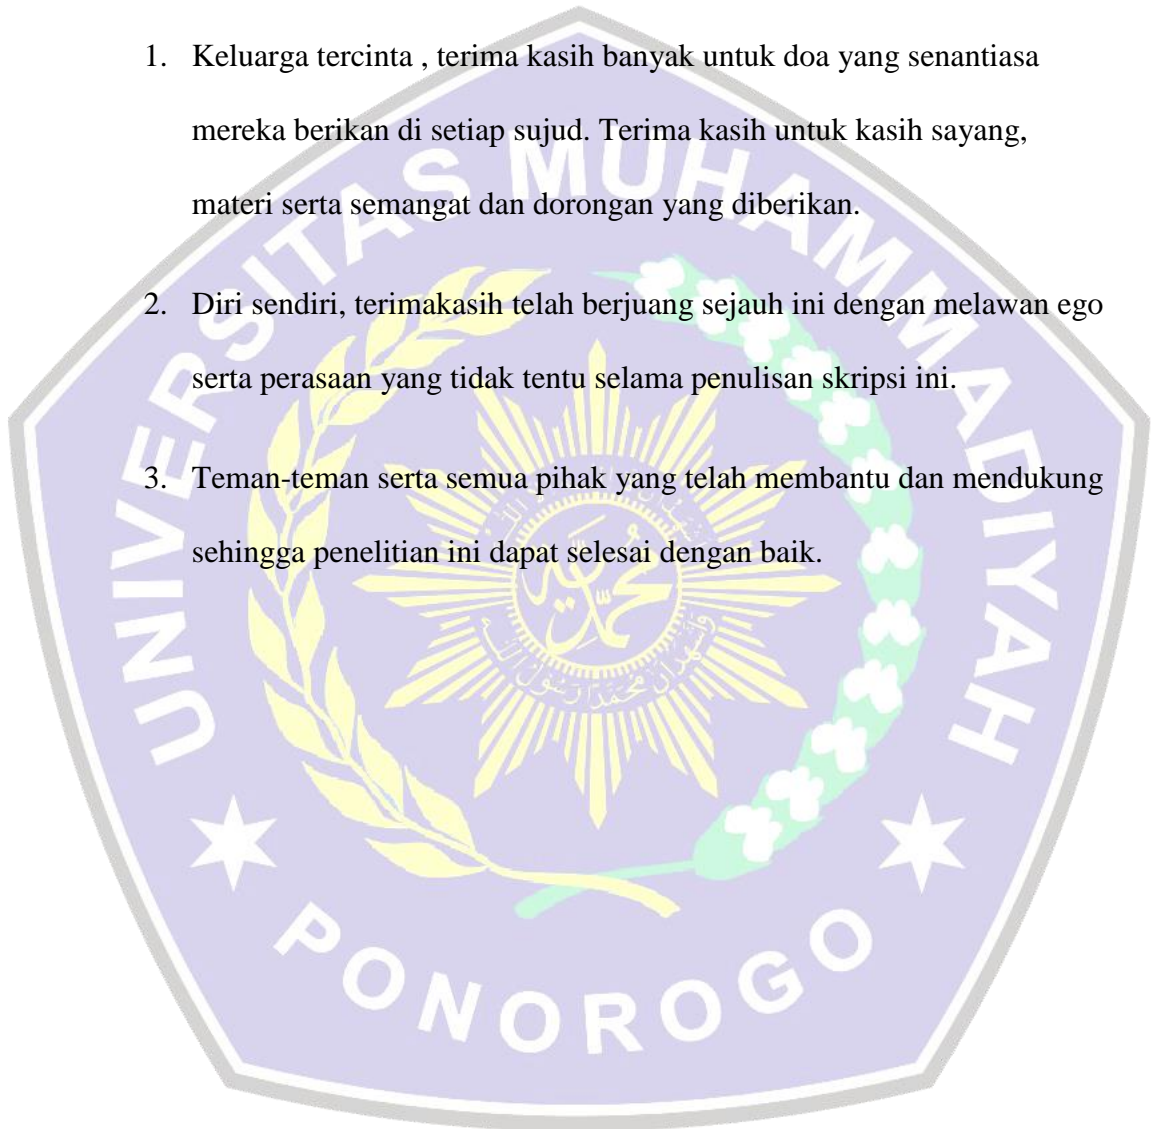 1. Keluarga tercinta , terima kasih banyak untuk doa yang senantiasa
mereka berikan di setiap sujud. Terima kasih untuk kasih sayang,
materi serta semangat dan dorongan yang diberikan.
2. Diri sendiri, terimakasih telah berjuang sejauh ini dengan melawan ego
serta perasaan yang tidak tentu selama penulisan skripsi ini.
3. Teman-teman serta semua pihak yang telah membantu dan mendukung
sehingga penelitian ini dapat selesai dengan baik.
UNIVERSITAS MUHAMMADIYAH
محمدية
PONOROGO